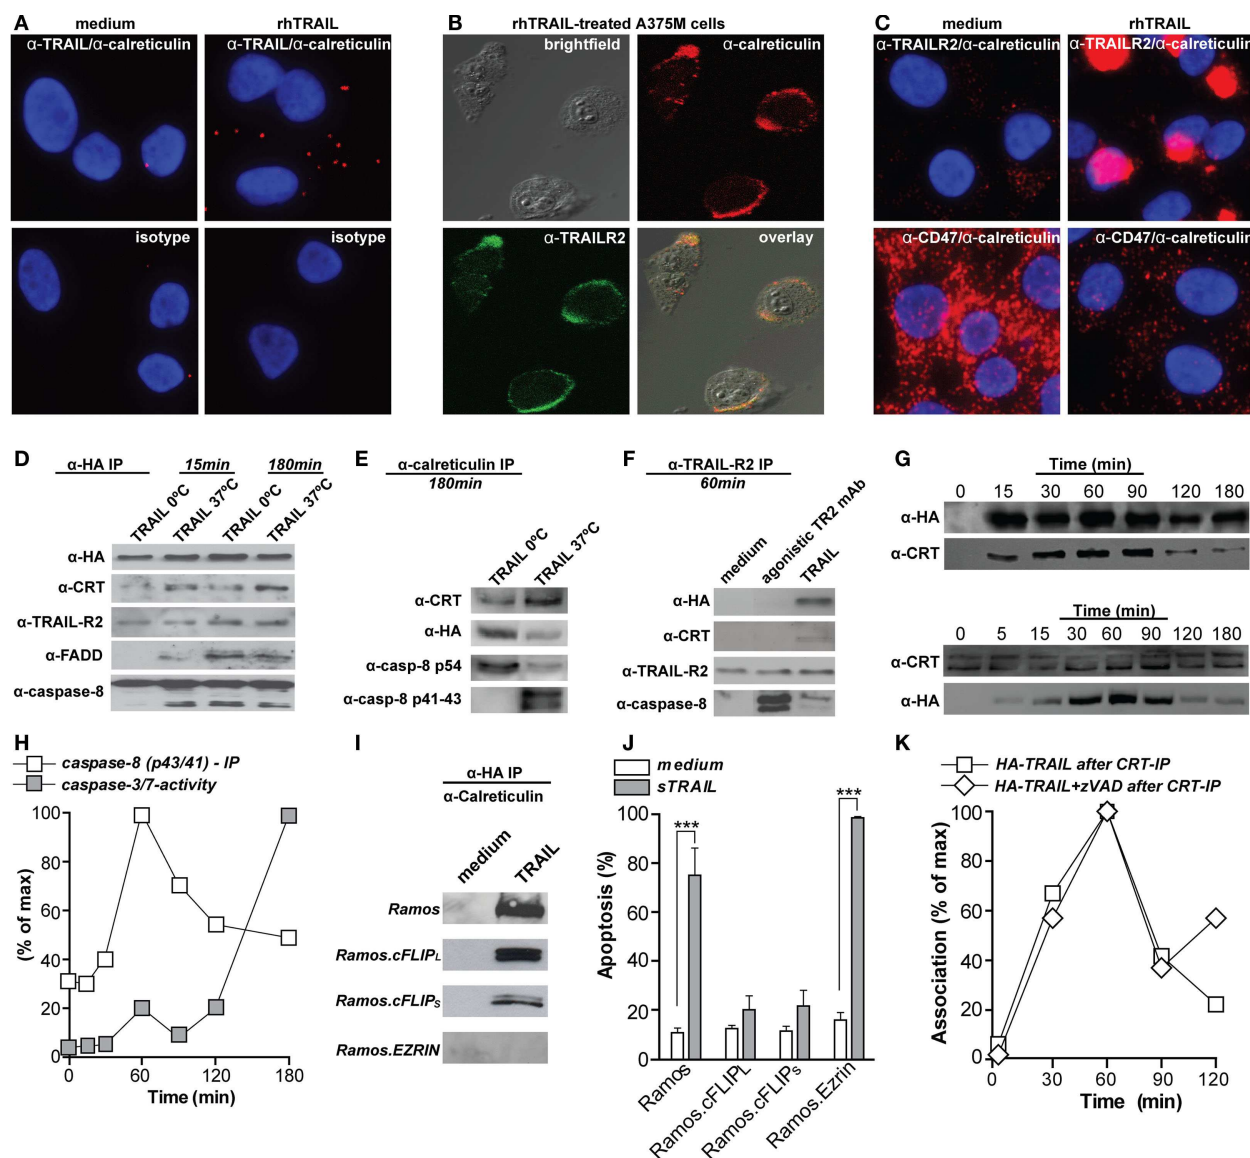 A
medium
rhTRAIL
α-TRAIL/α-calreticulin
α-TRAIL/α-calreticulin
isotype
isotype
B
rhTRAIL-treated A375M cells
brightfield
α-calreticulin
α-TRAILR2
overlay
C
medium
rhTRAIL
α-TRAILR2/α-calreticulin
α-TRAILR2/α-calreticulin
α-CD47/α-calreticulin
α-CD47/α-calreticulin
D
α-HA IP
15min
180min
TRAIL 0ºC
TRAIL 37ºC
TRAIL 0ºC
TRAIL 37ºC
α-HA
α-CRT
α-TRAIL-R2
α-FADD
α-caspase-8
E
α-calreticulin IP
180min
TRAIL 0ºC
TRAIL 37ºC
α-CRT
α-HA
α-casp-8 p54
α-casp-8 p41-43
F
α-TRAIL-R2 IP
60min
medium
agonistic TR2 mAb
TRAIL
α-HA
α-CRT
α-TRAIL-R2
α-caspase-8
G
Time (min)
0 15 30 60 90 120 180
α-HA
α-CRT
Time (min)
0 5 15 30 60 90 120 180
α-CRT
α-HA
H
caspase-8 (p43/41) - IP
caspase-3/7-activity
(% of max)
100
80
60
40
20
0
0 60 120 180
Time (min)
I
α-HA IP
α-Calreticulin
medium
TRAIL
Ramos
Ramos.cFLIPL
Ramos.cFLIPS
Ramos.EZRIN
J
medium
sTRAIL
***
***
Apoptosis (%)
100
80
60
40
20
0
Ramos
Ramos.cFLIPL
Ramos.cFLIPs
Ramos.Ezrin
K
HA-TRAIL after CRT-IP
HA-TRAIL+zVAD after CRT-IP
Association (% of max)
100
80
60
40
20
0
0 30 60 90 120
Time (min)